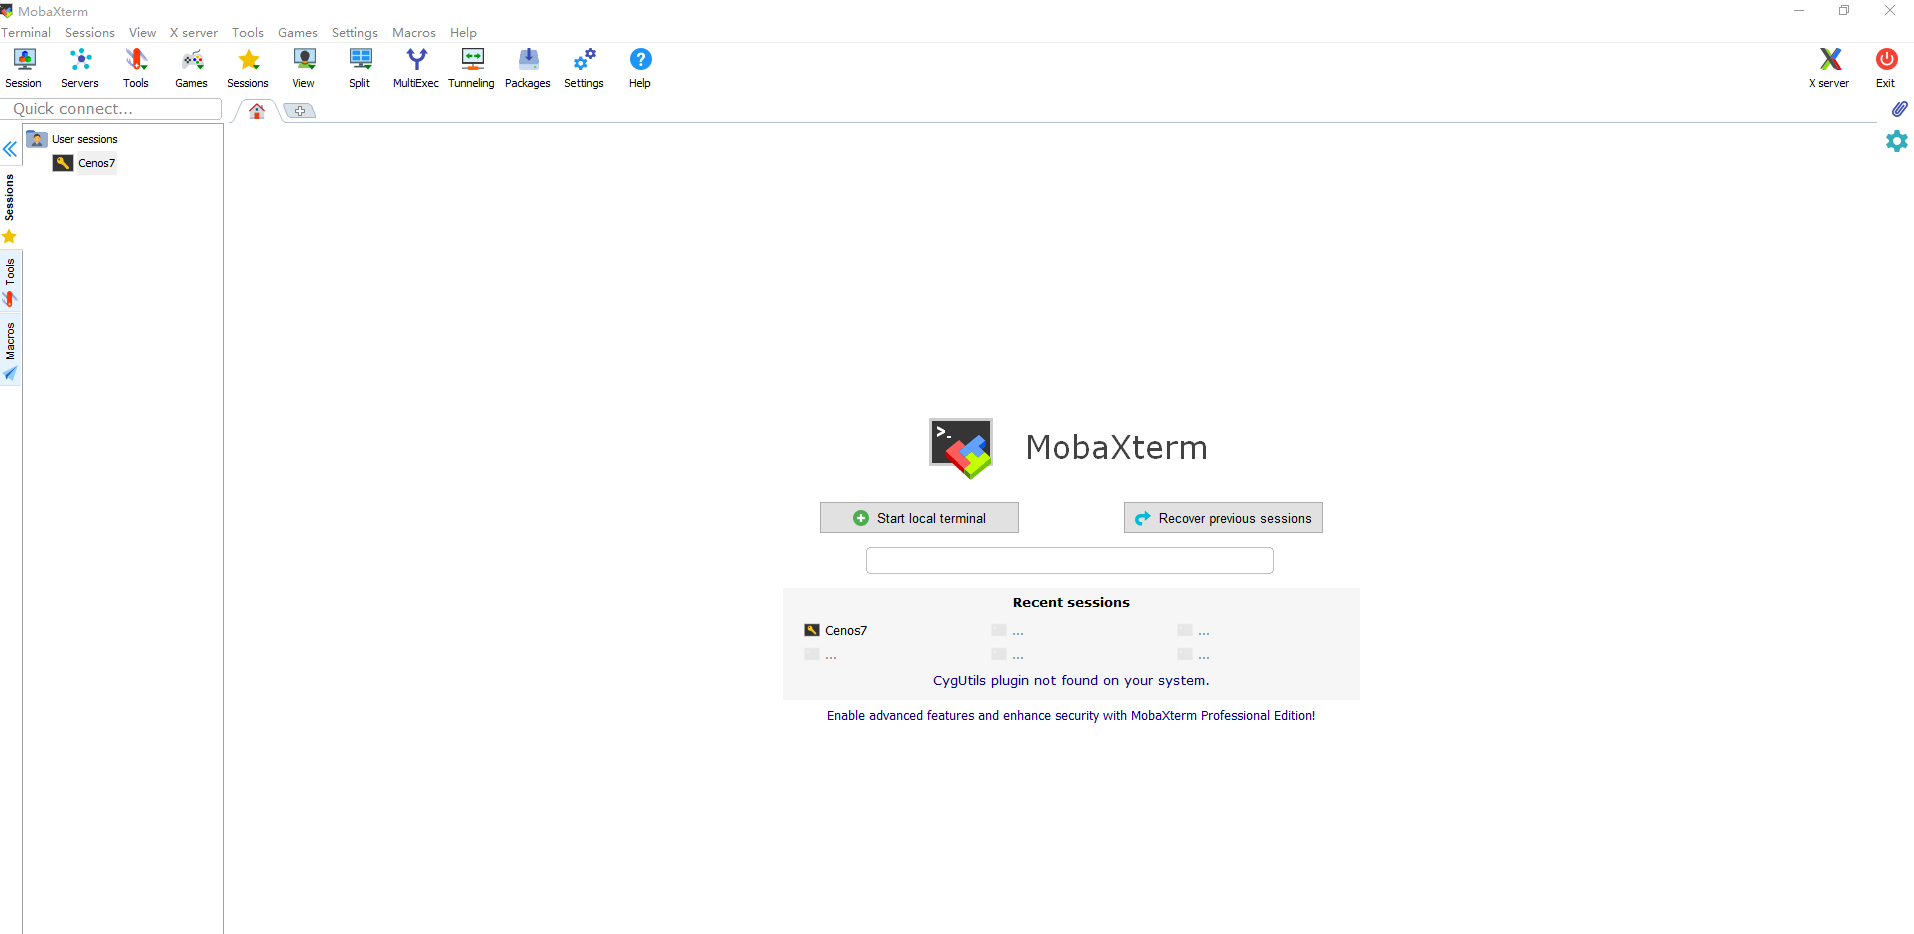 MobaXterm
Terminal Sessions View X server Tools Games Settings Macros Help
Session Servers Tools Games Sessions View Split MultiExec Tunneling Packages Settings Help X server Exit
Quick connect...
User sessions
Cenos7
Sessions
Tools
Macros
>_
MobaXterm
Start local terminal Recover previous sessions
Recent sessions
Cenos7 ... ...
... ... ...
CygUtils plugin not found on your system.
Enable advanced features and enhance security with MobaXterm Professional Edition!